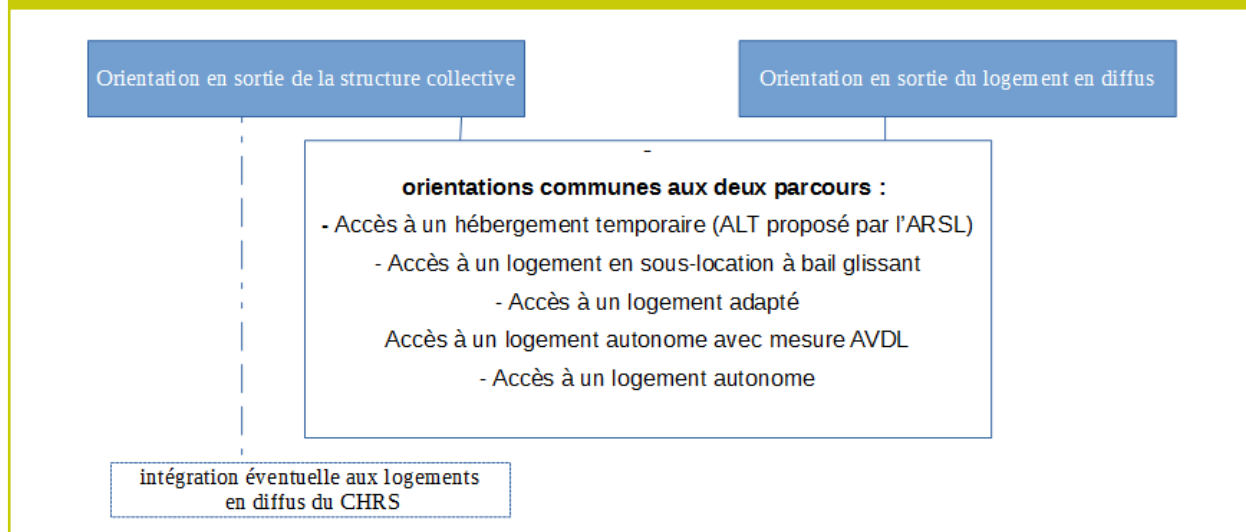 Orientation en sortie de la structure collective
Orientation en sortie du logement en diffus
-
orientations communes aux deux parcours :
- Accès à un hébergement temporaire (ALT proposé par l’ARSL)
- Accès à un logement en sous-location à bail glissant
- Accès à un logement adapté
Accès à un logement autonome avec mesure AVDL
- Accès à un logement autonome
intégration éventuelle aux logements
en diffus du CHRS